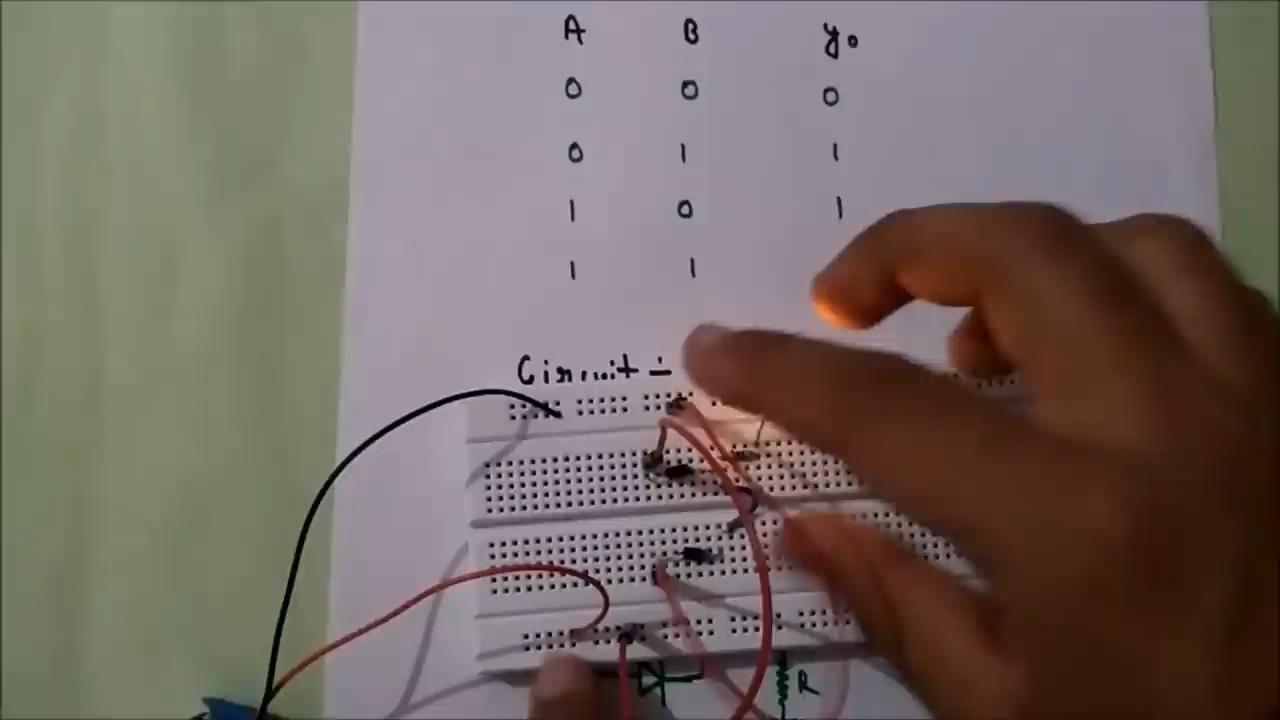 A B y₀
0 0 0
0 1 1
1 0 1
1 1
Circuit :-
R